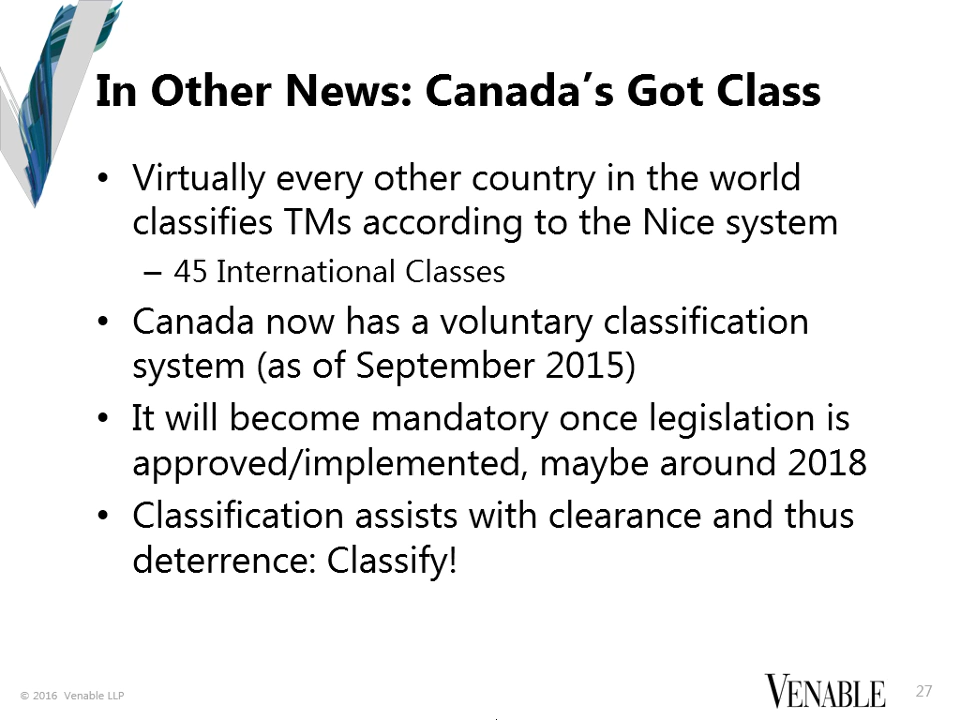 In Other News: Canada’s Got Class
• Virtually every other country in the world
classifies TMs according to the Nice system
– 45 International Classes
• Canada now has a voluntary classification
system (as of September 2015)
• It will become mandatory once legislation is
approved/implemented, maybe around 2018
• Classification assists with clearance and thus
deterrence: Classify!
© 2016 Venable LLP
VENABLE
27